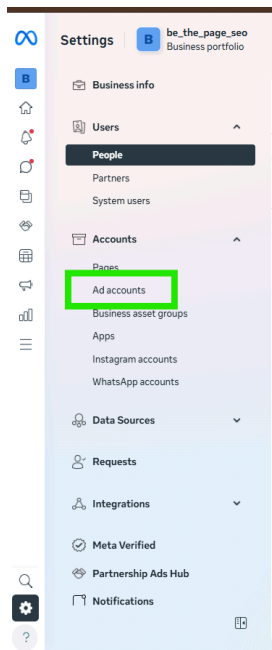 Settings
B
be_the_page_seo
Business portfolio
B
Business info
Users
People
Partners
System users
Accounts
Pages
Ad accounts
Business asset groups
Apps
Instagram accounts
WhatsApp accounts
Data Sources
Requests
Integrations
Meta Verified
Partnership Ads Hub
Notifications
?